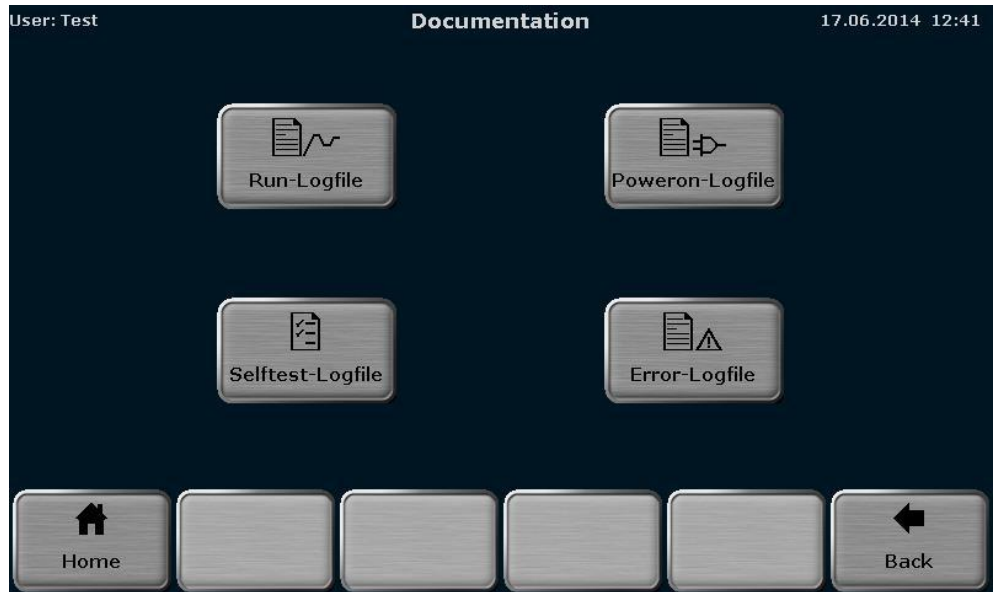 User: Test
Documentation
17.06.2014 12:41
Run-Logfile
Poweron-Logfile
Selftest-Logfile
Error-Logfile
Home
Back